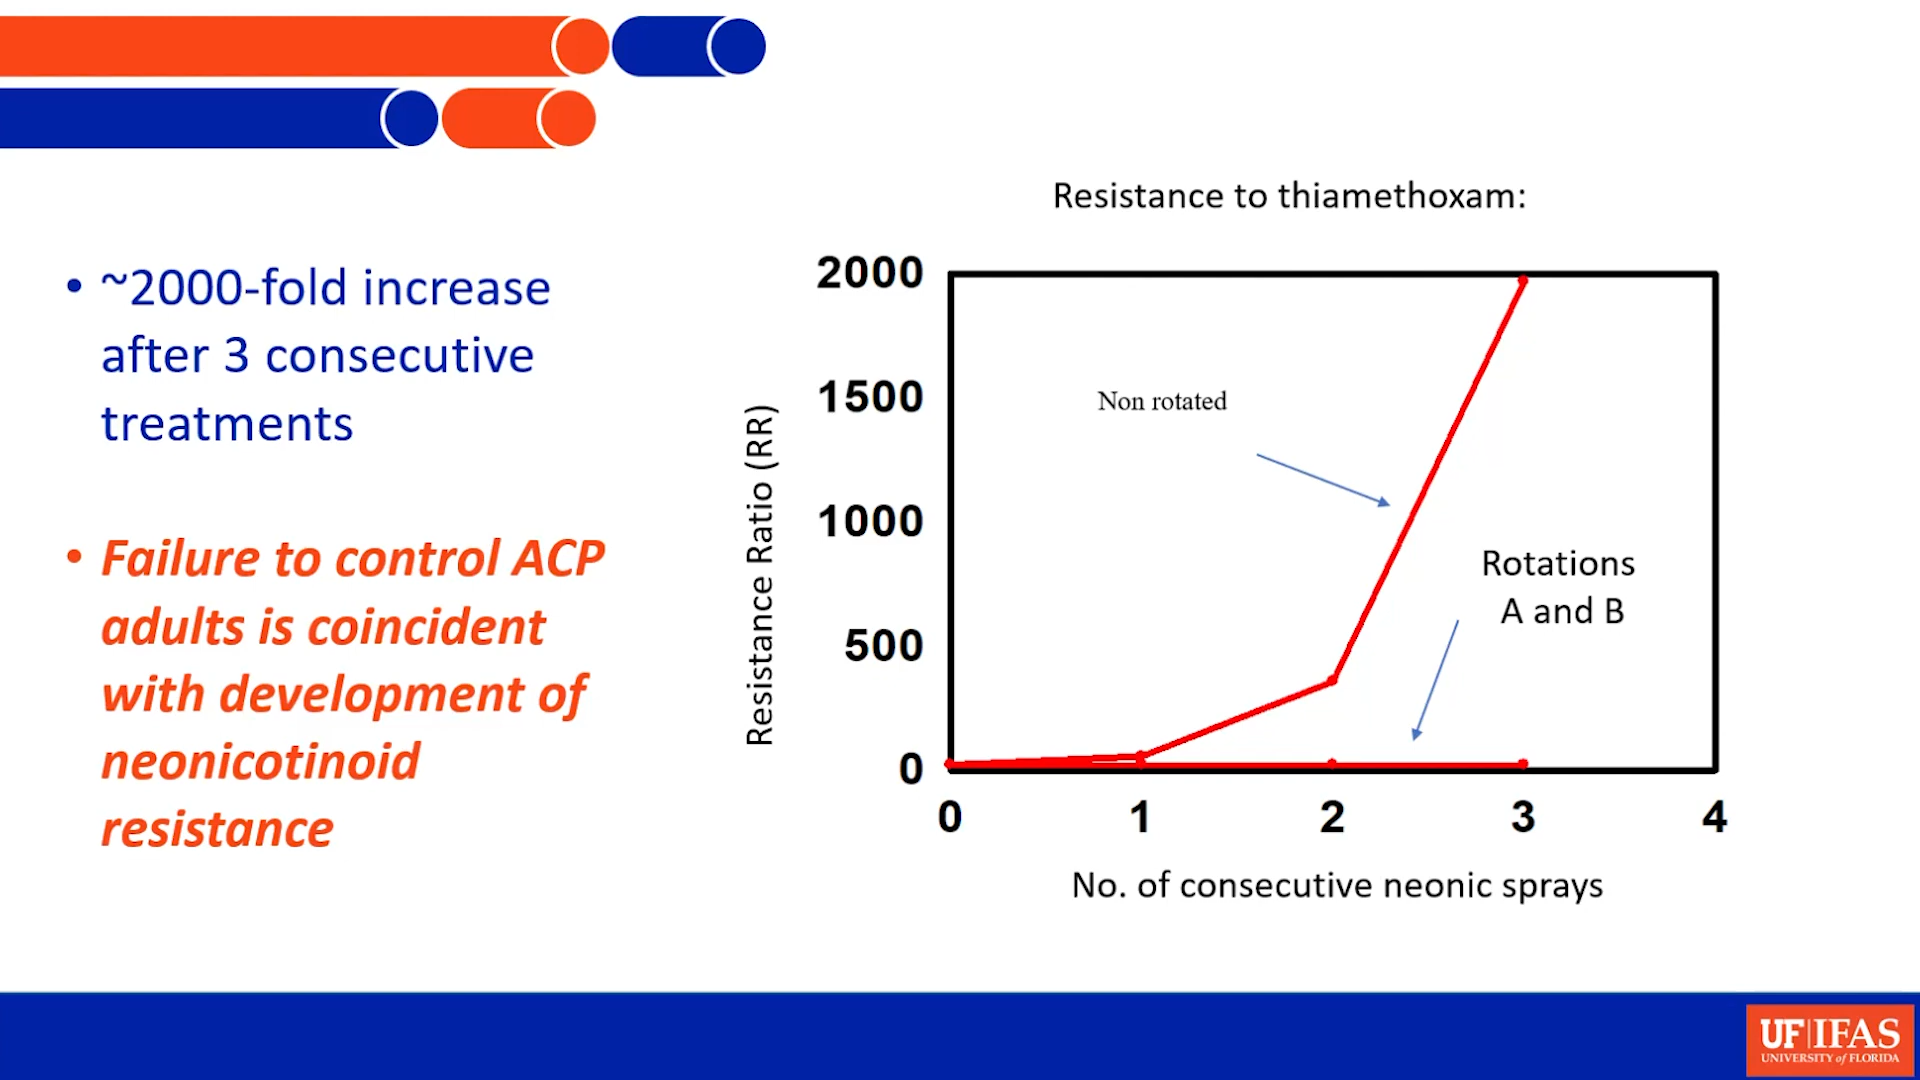 • ~2000-fold increase
after 3 consecutive
treatments
• Failure to control ACP
adults is coincident
with development of
neonicotinoid
resistance
Resistance to thiamethoxam:
Resistance Ratio (RR)
2000
1500
1000
500
0
Non rotated
Rotations
A and B
0 1 2 3 4
No. of consecutive neonic sprays
UF|IFAS
UNIVERSITY of FLORIDA